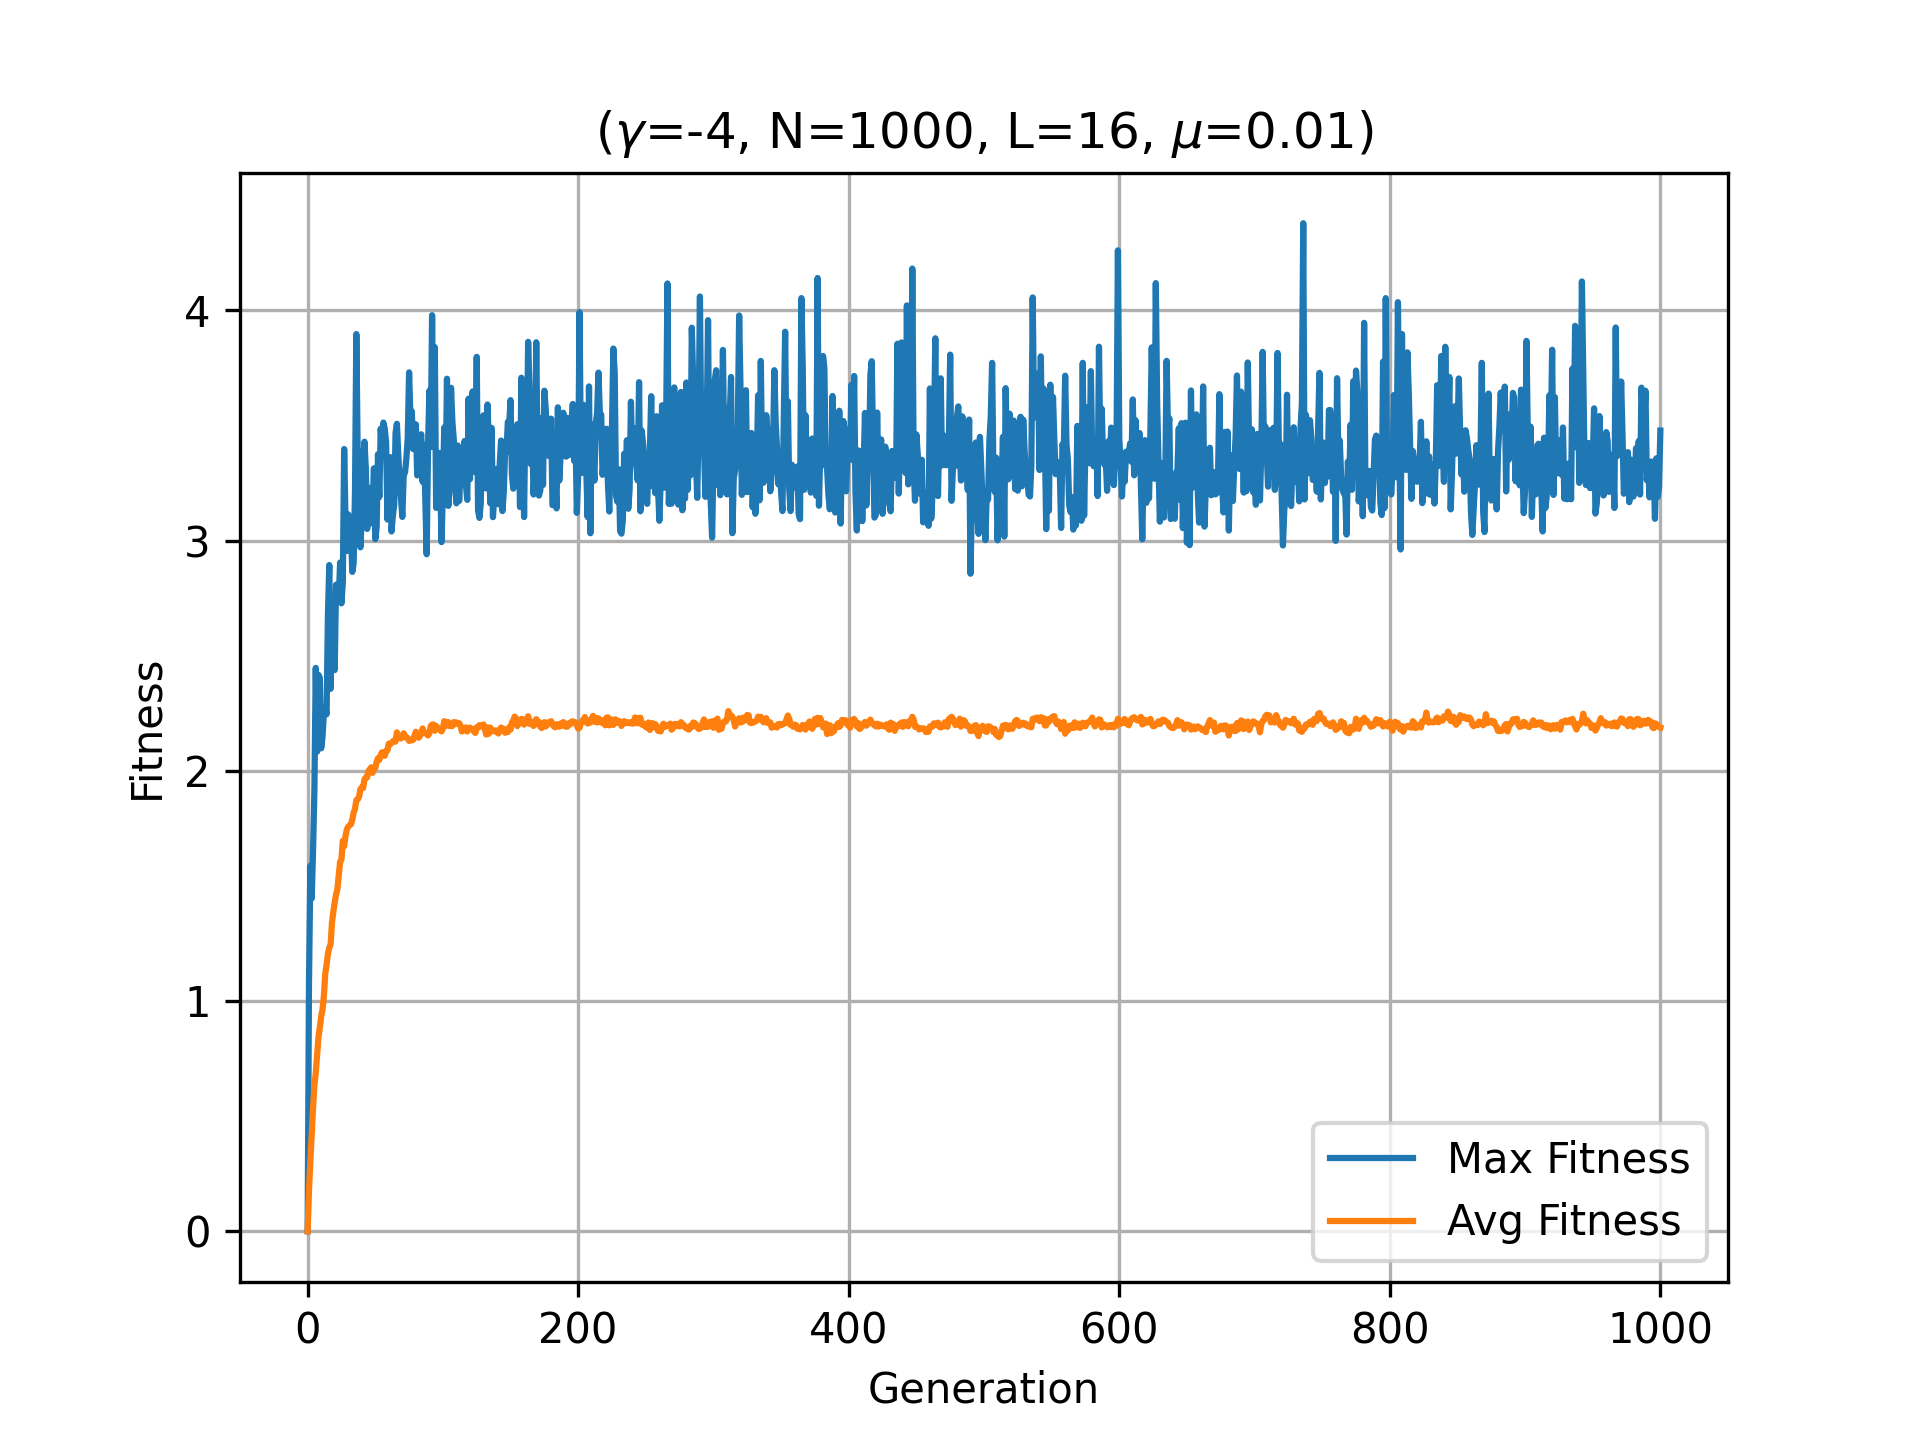 (γ=-4, N=1000, L=16, μ=0.01)
Fitness
4
3
2
1
0
0 200 400 600 800 1000
Generation
Max Fitness
Avg Fitness